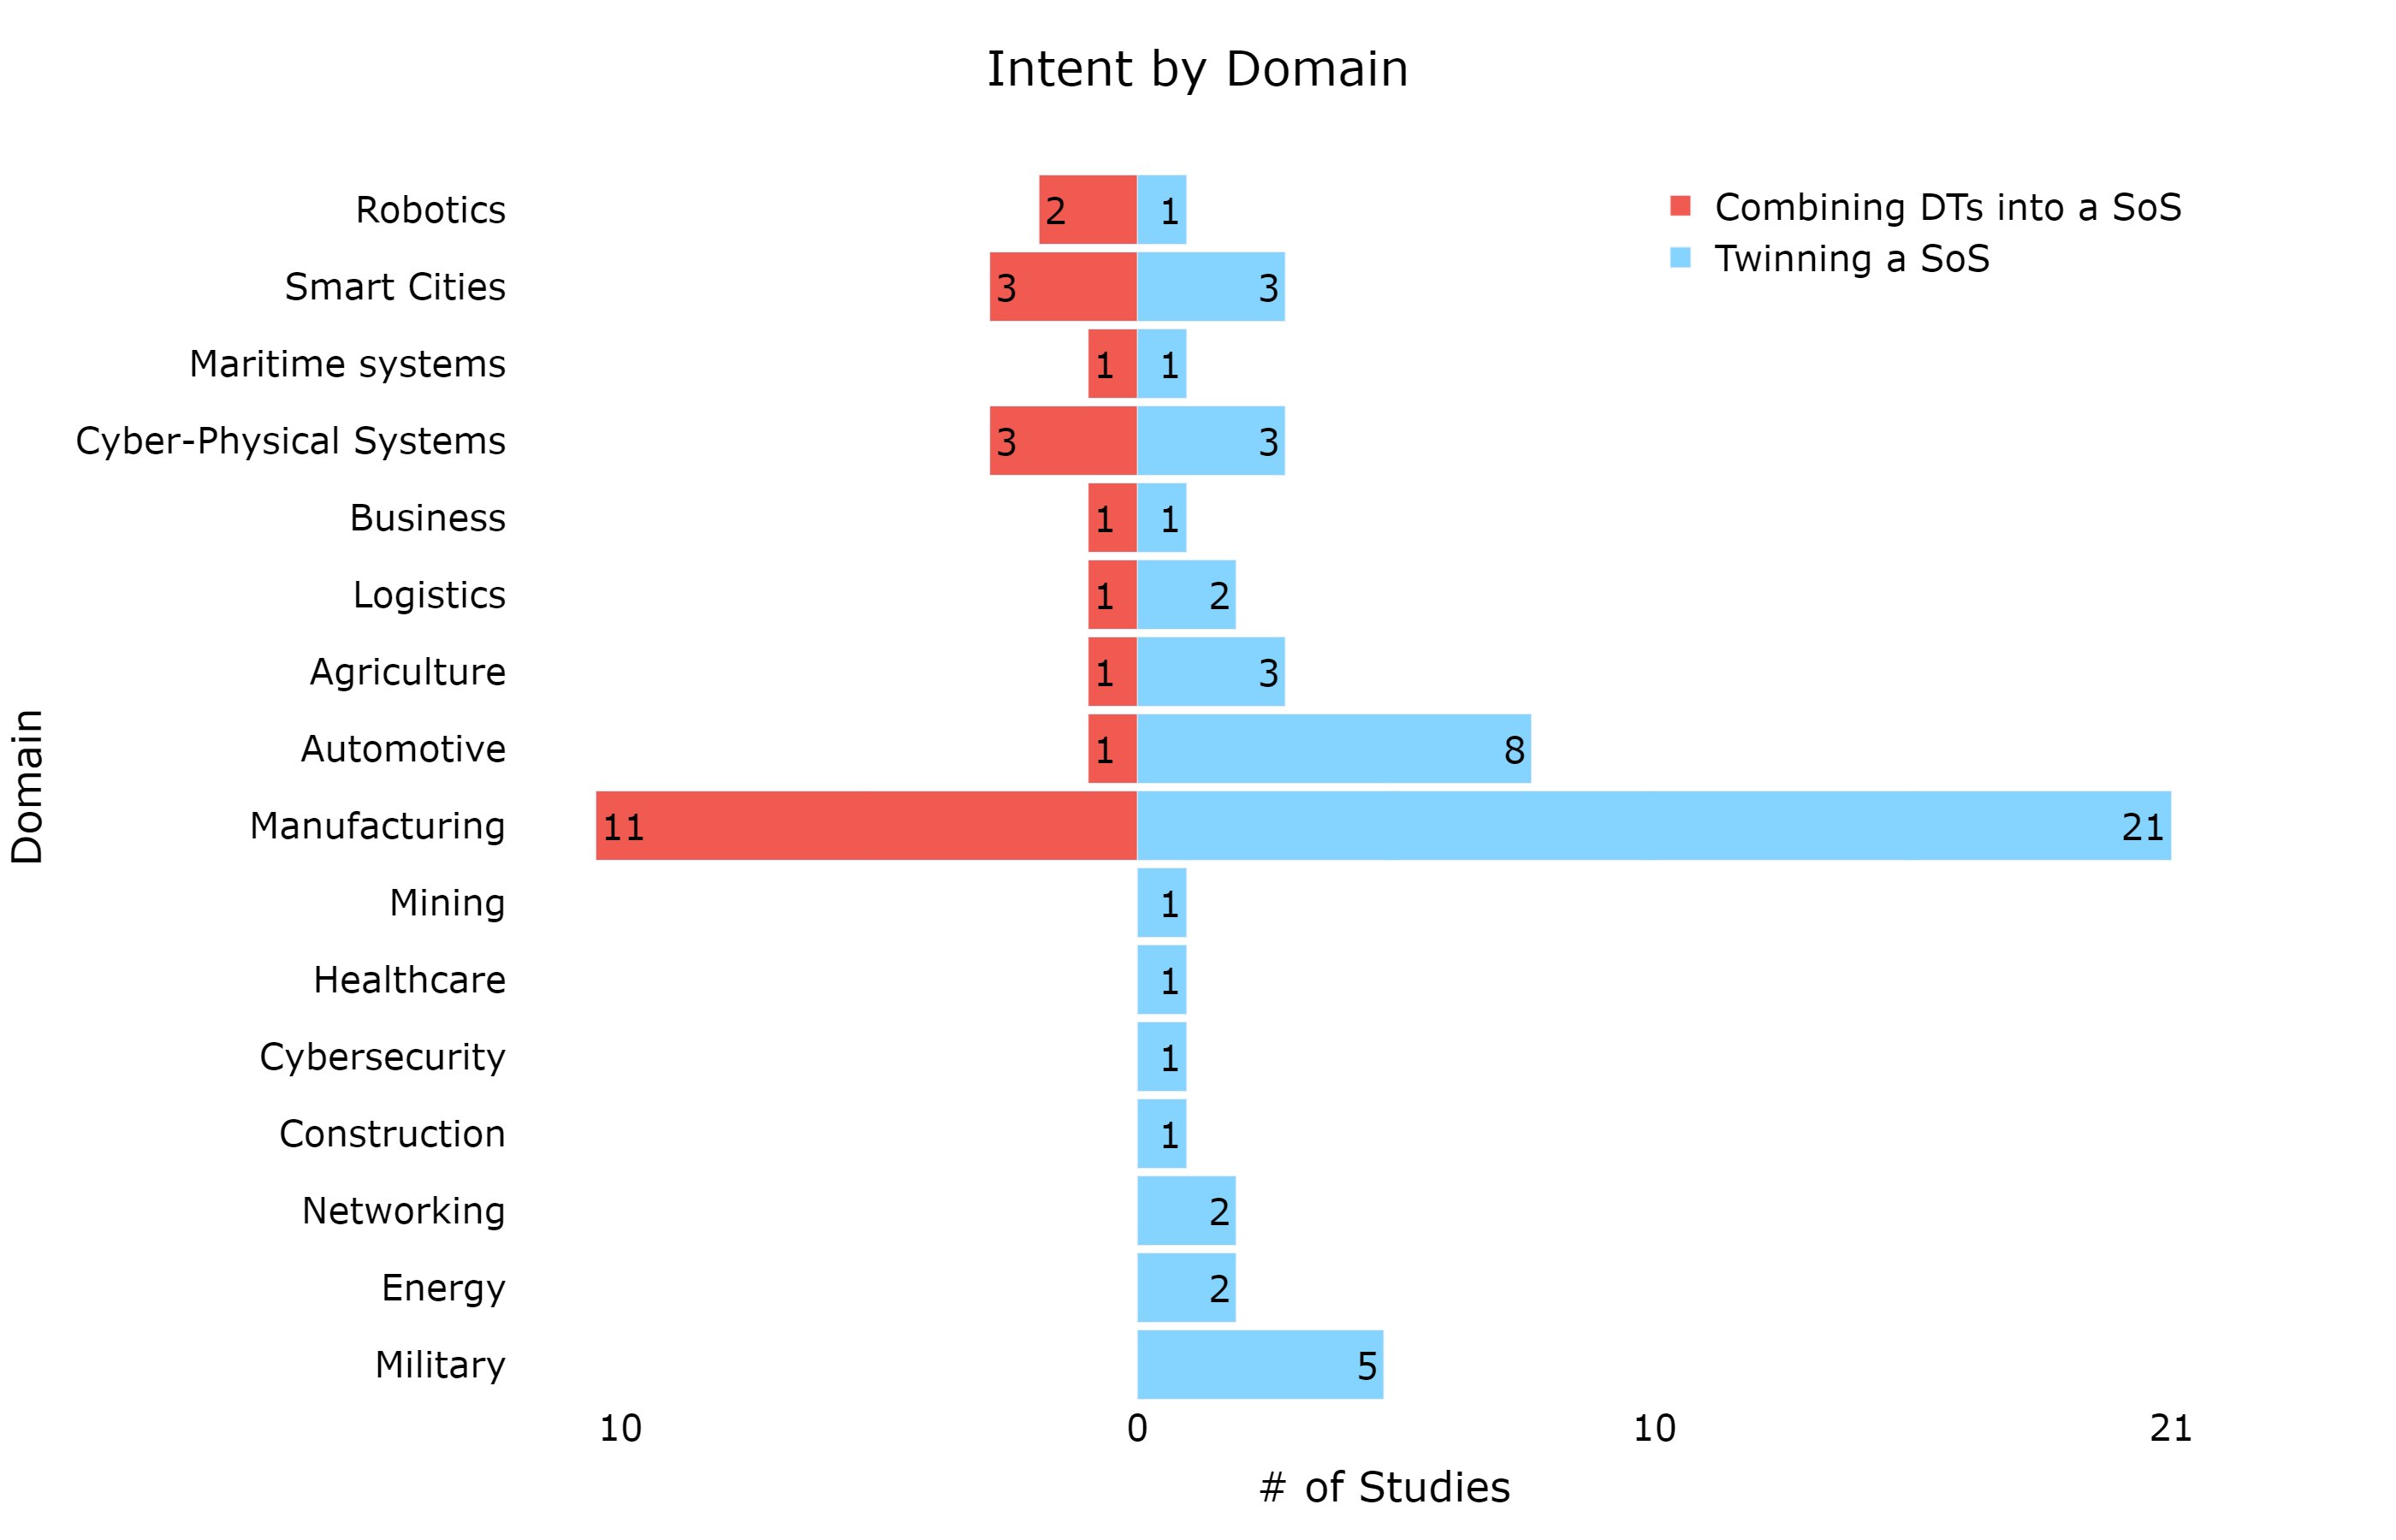 Intent by Domain
Combining DTs into a SoS
Twinning a SoS
Domain
Robotics 2 1
Smart Cities 3 3
Maritime systems 1 1
Cyber-Physical Systems 3 3
Business 1 1
Logistics 1 2
Agriculture 1 3
Automotive 1 8
Manufacturing 11 21
Mining 1
Healthcare 1
Cybersecurity 1
Construction 1
Networking 2
Energy 2
Military 5
10 0 10 21
# of Studies